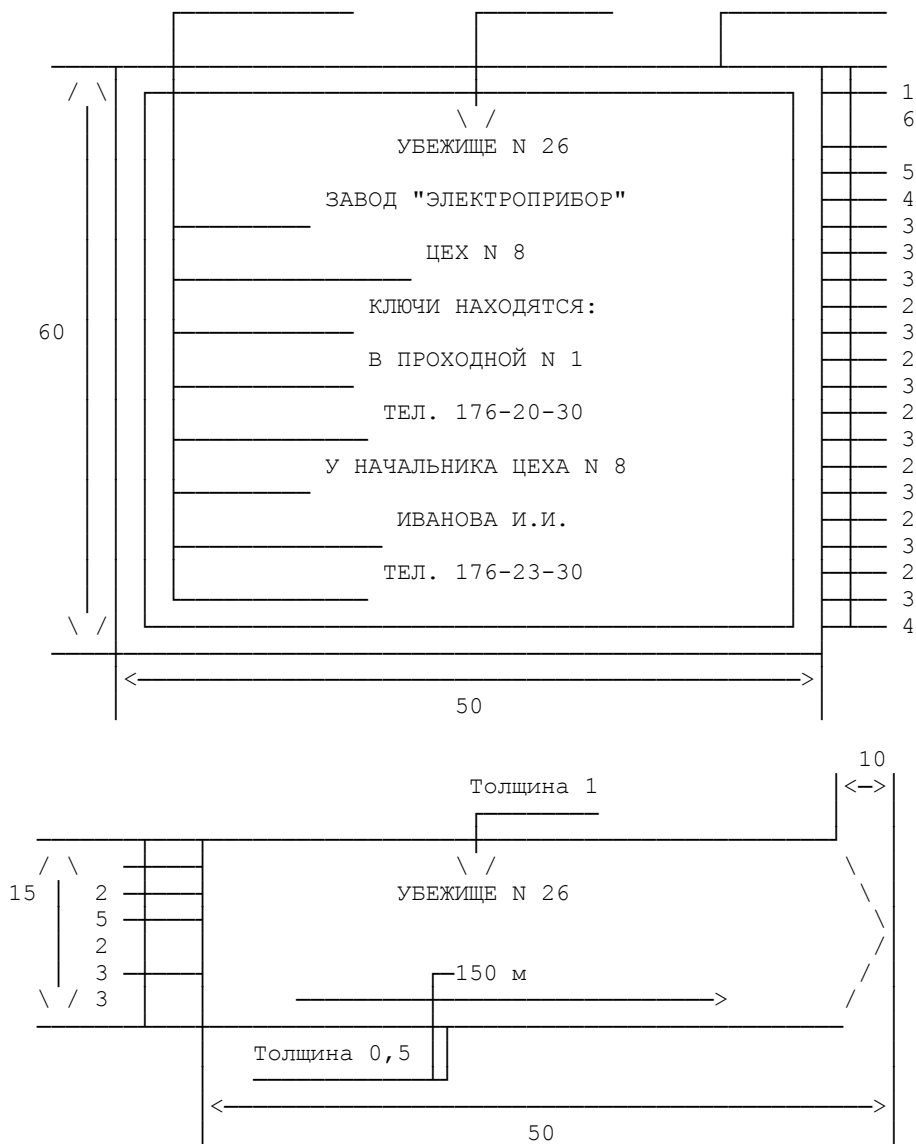 1
6
УБЕЖИЩЕ N 26
5
ЗАВОД "ЭЛЕКТРОПРИБОР" 4
3
ЦЕХ N 8 3
3
КЛЮЧИ НАХОДЯТСЯ: 2
60 3
В ПРОХОДНОЙ N 1 2
3
ТЕЛ. 176-20-30 2
3
У НАЧАЛЬНИКА ЦЕХА N 8 2
3
ИВАНОВА И.И. 2
3
ТЕЛ. 176-23-30 2
3
4
50
10
Толщина 1
15 2 УБЕЖИЩЕ N 26
5
2
3 150 м
3
Толщина 0,5
50